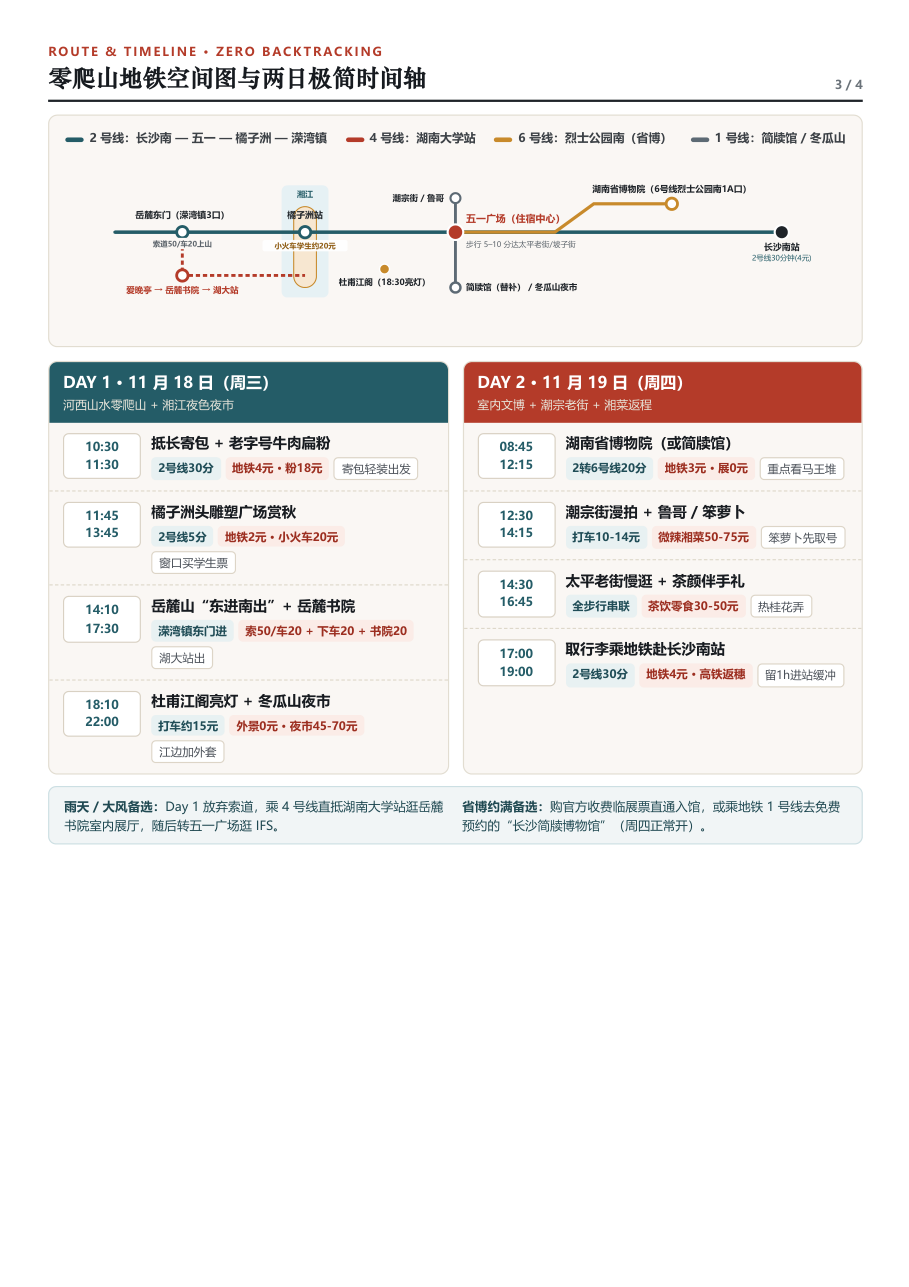 ROUTE & TIMELINE • ZERO BACKTRACKING
零爬山地铁空间图与两日极简时间轴
3 / 4
2 号线：长沙南 — 五一 — 橘子洲 — 溁湾镇
4 号线：湖南大学站
6 号线：烈士公园南（省博）
1 号线：简牍馆 / 冬瓜山
湘江
潮宗街 / 鲁哥
湖南省博物院（6号线烈士公园南1A口）
岳麓东门（溁湾镇3口）
橘子洲站
五一广场（住宿中心）
索道50/车20上山
小火车学生约20元
步行 5–10 分达太平老街/坡子街
长沙南站
2号线30分钟(4元)
杜甫江阁（18:30亮灯）
爱晚亭 → 岳麓书院 → 湖大站
简牍馆（替补） / 冬瓜山夜市
DAY 1 • 11 月 18 日（周三）
河西山水零爬山 + 湘江夜色夜市
10:30
11:30
抵长寄包 + 老字号牛肉扁粉
2号线30分 地铁4元 • 粉18元 寄包轻装出发
11:45
13:45
橘子洲头雕塑广场赏秋
2号线5分 地铁2元 • 小火车20元
窗口买学生票
14:10
17:30
岳麓山“东进南出” + 岳麓书院
溁湾镇东门进 索50/车20 + 下车20 + 书院20
湖大站出
18:10
22:00
杜甫江阁亮灯 + 冬瓜山夜市
打车约15元 外景0元 • 夜市45-70元
江边加外套
DAY 2 • 11 月 19 日（周四）
室内文博 + 潮宗老街 + 湘菜返程
08:45
12:15
湖南省博物院（或简牍馆）
2转6号线20分 地铁3元 • 展0元 重点看马王堆
12:30
14:15
潮宗街漫拍 + 鲁哥 / 笨萝卜
打车10-14元 微辣湘菜50-75元 笨萝卜先取号
14:30
16:45
太平老街慢逛 + 茶颜伴手礼
全步行串联 茶饮零食30-50元 热桂花弄
17:00
19:00
取行李乘地铁赴长沙南站
2号线30分 地铁4元 • 高铁返穗 留1h进站缓冲
雨天 / 大风备选：Day 1 放弃索道，乘 4 号线直抵湖南大学站逛岳麓
书院室内展厅，随后转五一广场逛 IFS。
省博约满备选：购官方收费临展票直通入馆，或乘地铁 1 号线去免费
预约的“长沙简牍博物馆”（周四正常开）。